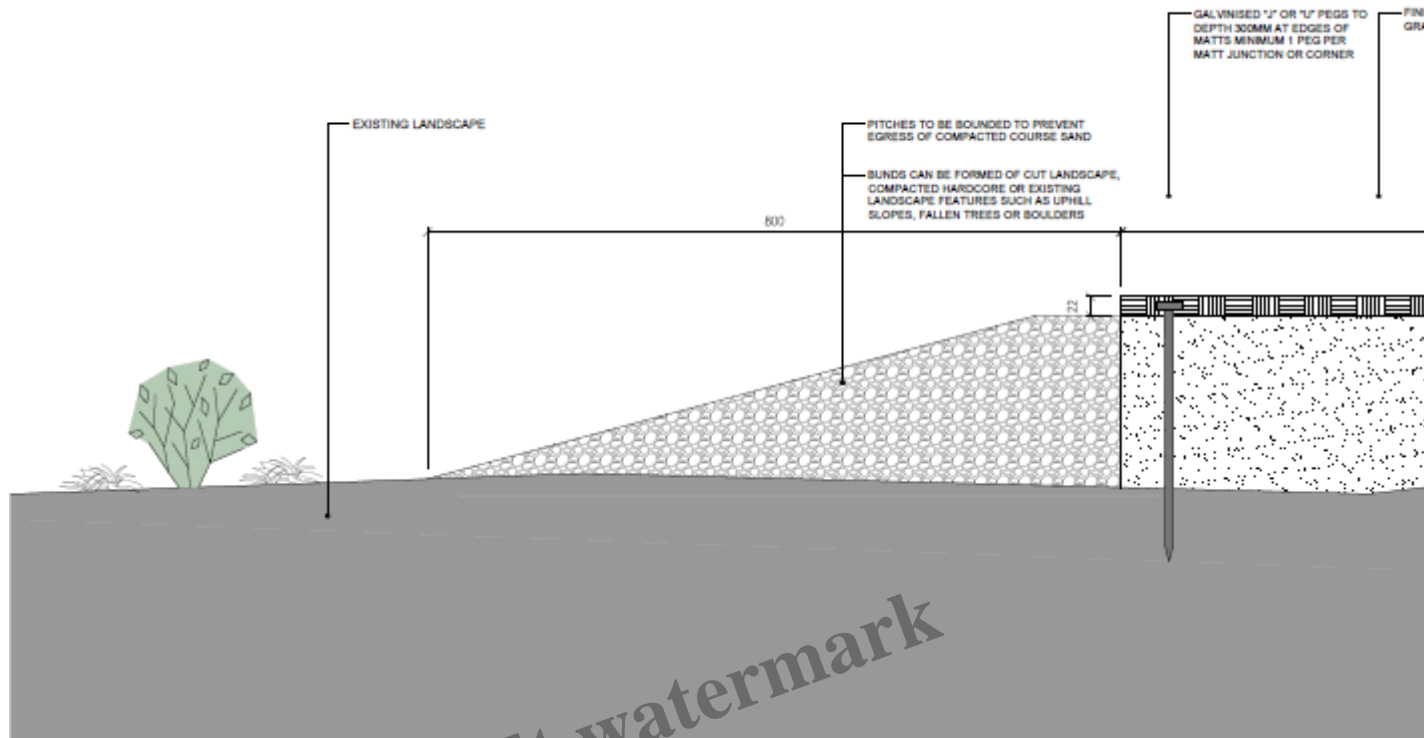 GALVINISED "J" OR "U" PEGS TO
DEPTH 300MM AT EDGES OF
MATTS MINIMUM 1 PEG PER
MATT JUNCTION OR CORNER
EXISTING LANDSCAPE
PITCHES TO BE BOUNDED TO PREVENT
EGRESS OF COMPACTED COURSE SAND
BUNDS CAN BE FORMED OF CUT LANDSCAPE,
COMPACTED HARDCORE OR EXISTING
LANDSCAPE FEATURES SUCH AS UPHILL
SLOPES, FALLEN TREES OR BOULDERS
22
watermark